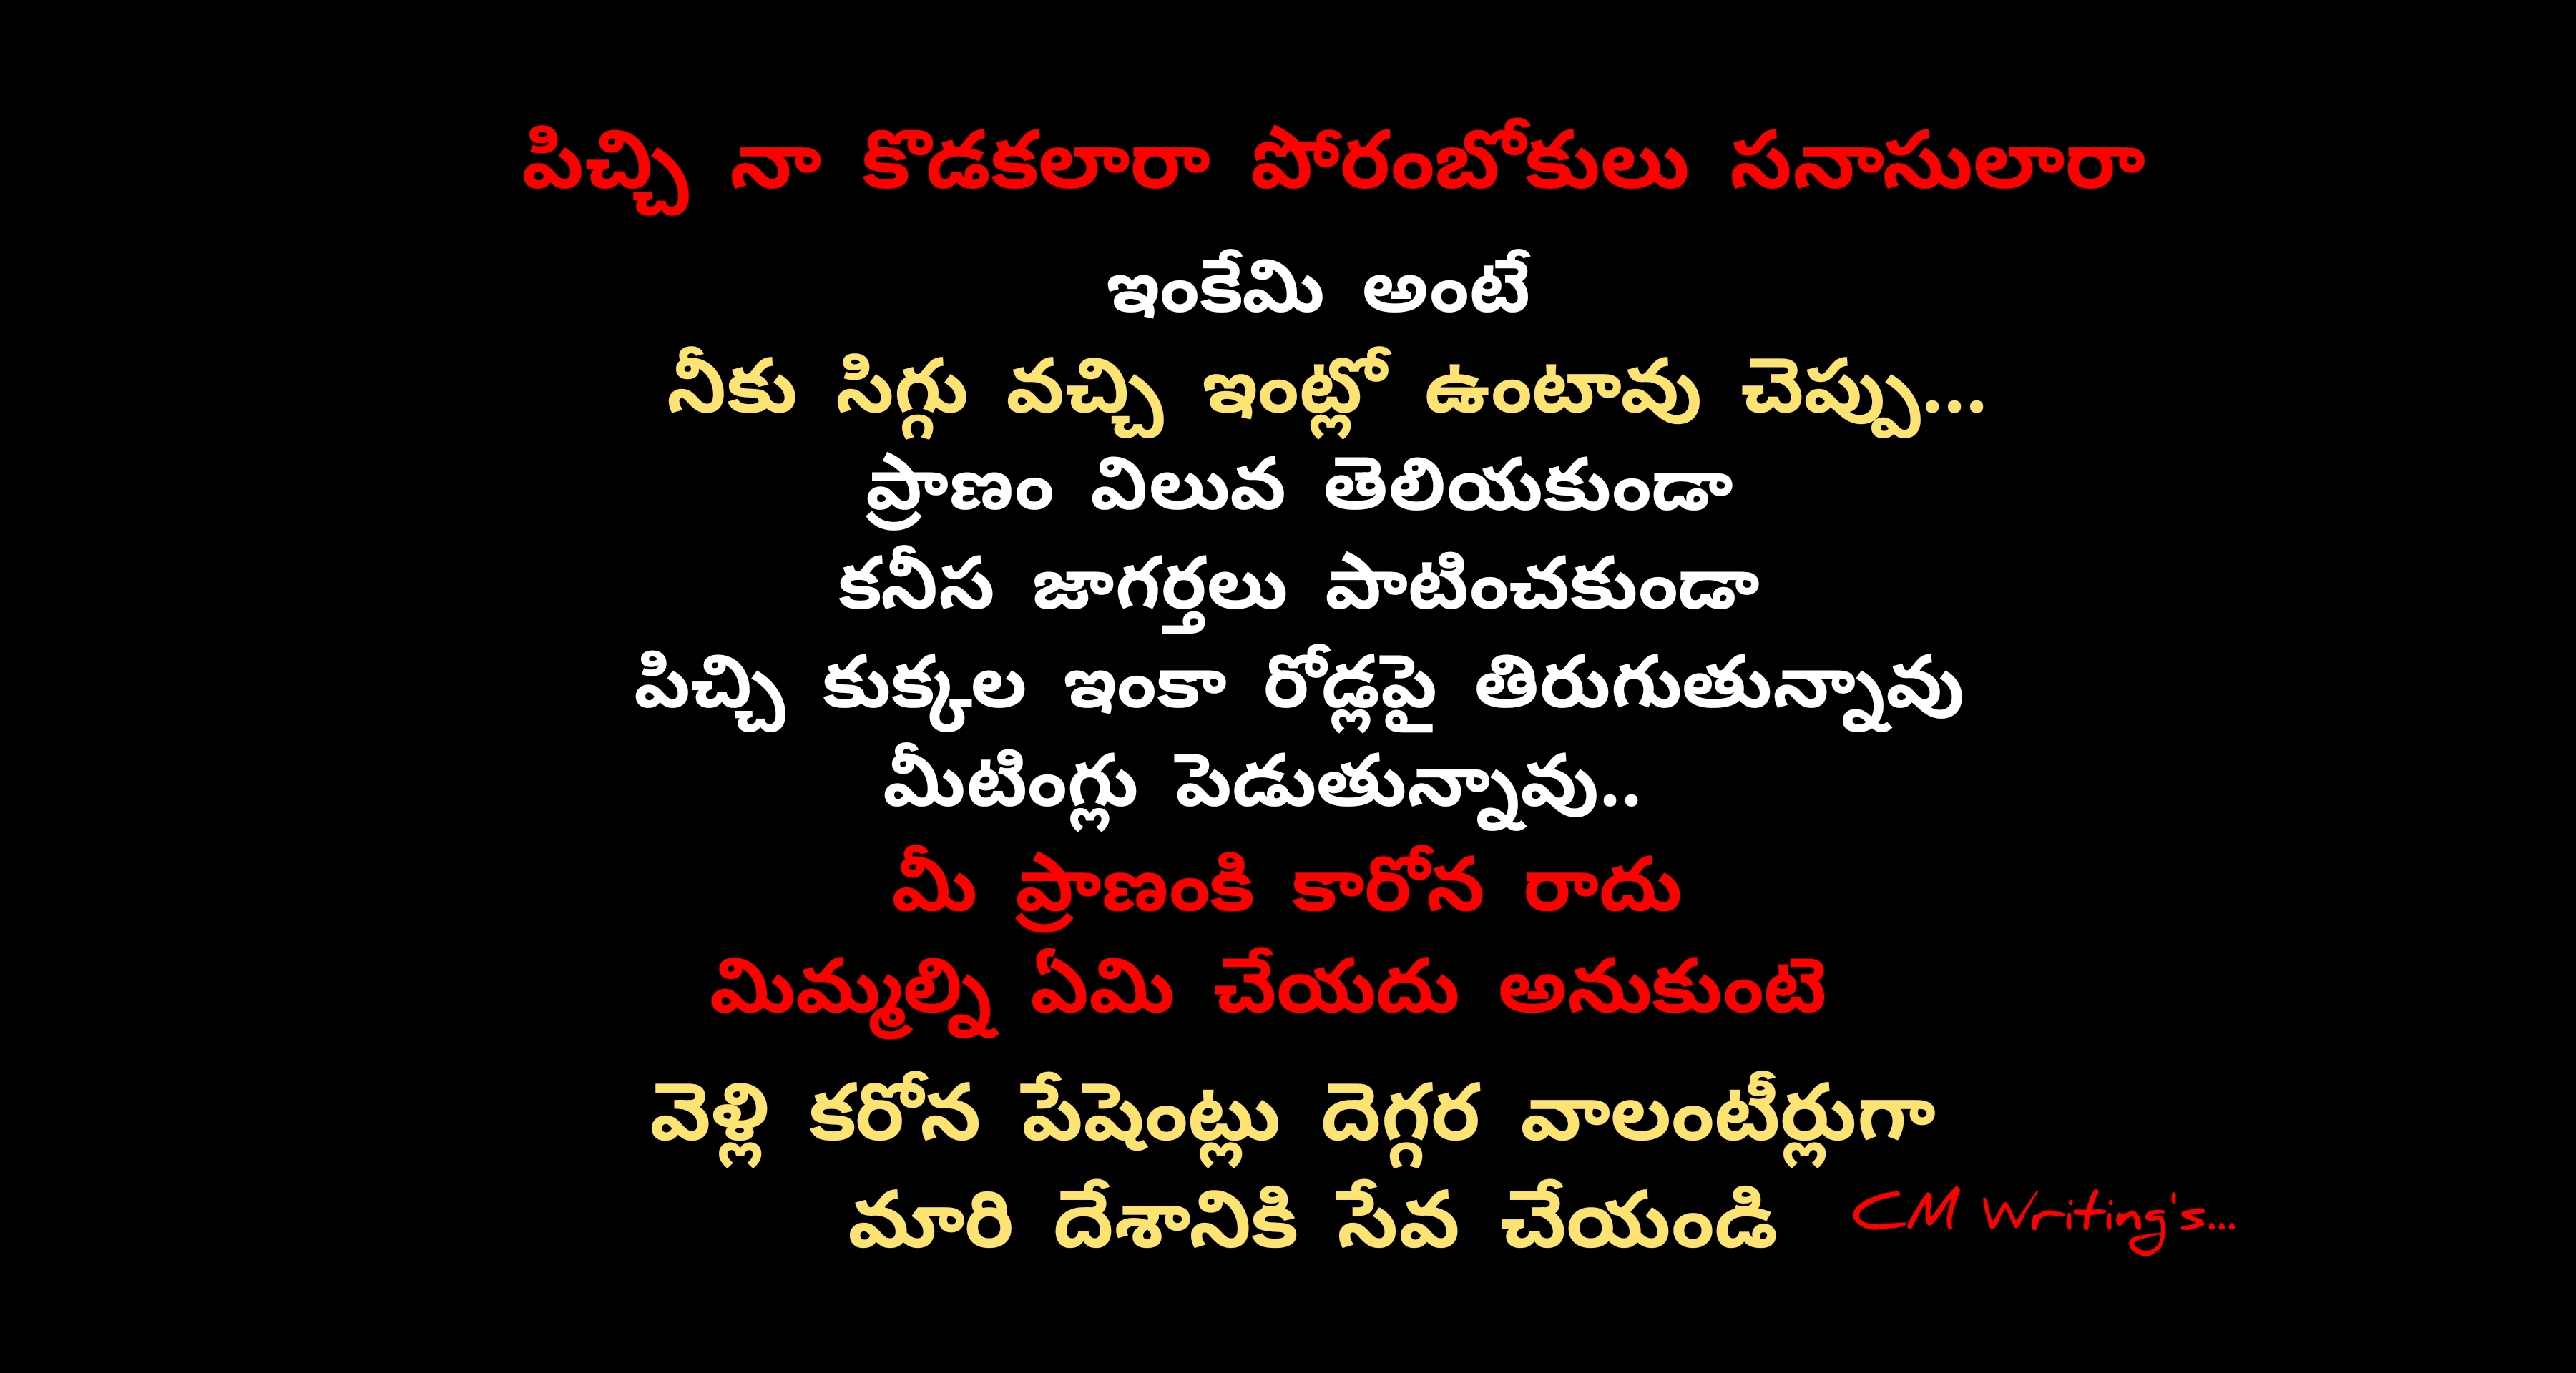 పిచ్చి నా కొడకలారా పోరంబోకులు సనాసులారా
ఇంకేమి అంటే
నీకు సిగ్గు వచ్చి ఇంట్లో ఉంటావు చెప్పు...
ప్రాణం విలువ తెలియకుండా
కనీస జాగర్తలు పాటించకుండా
పిచ్చి కుక్కల ఇంకా రోడ్లపై తిరుగుతున్నావు
మీటింగ్లు పెడుతున్నావు..
మీ ప్రాణంకి కారోన రాదు
మిమ్మల్ని ఏమి చేయదు అనుకుంటె
వెళ్లి కరోన పేషెంట్లు దెగ్గర వాలంటీర్లుగా
మారి దేశానికి సేవ చేయండి CM Writing's...